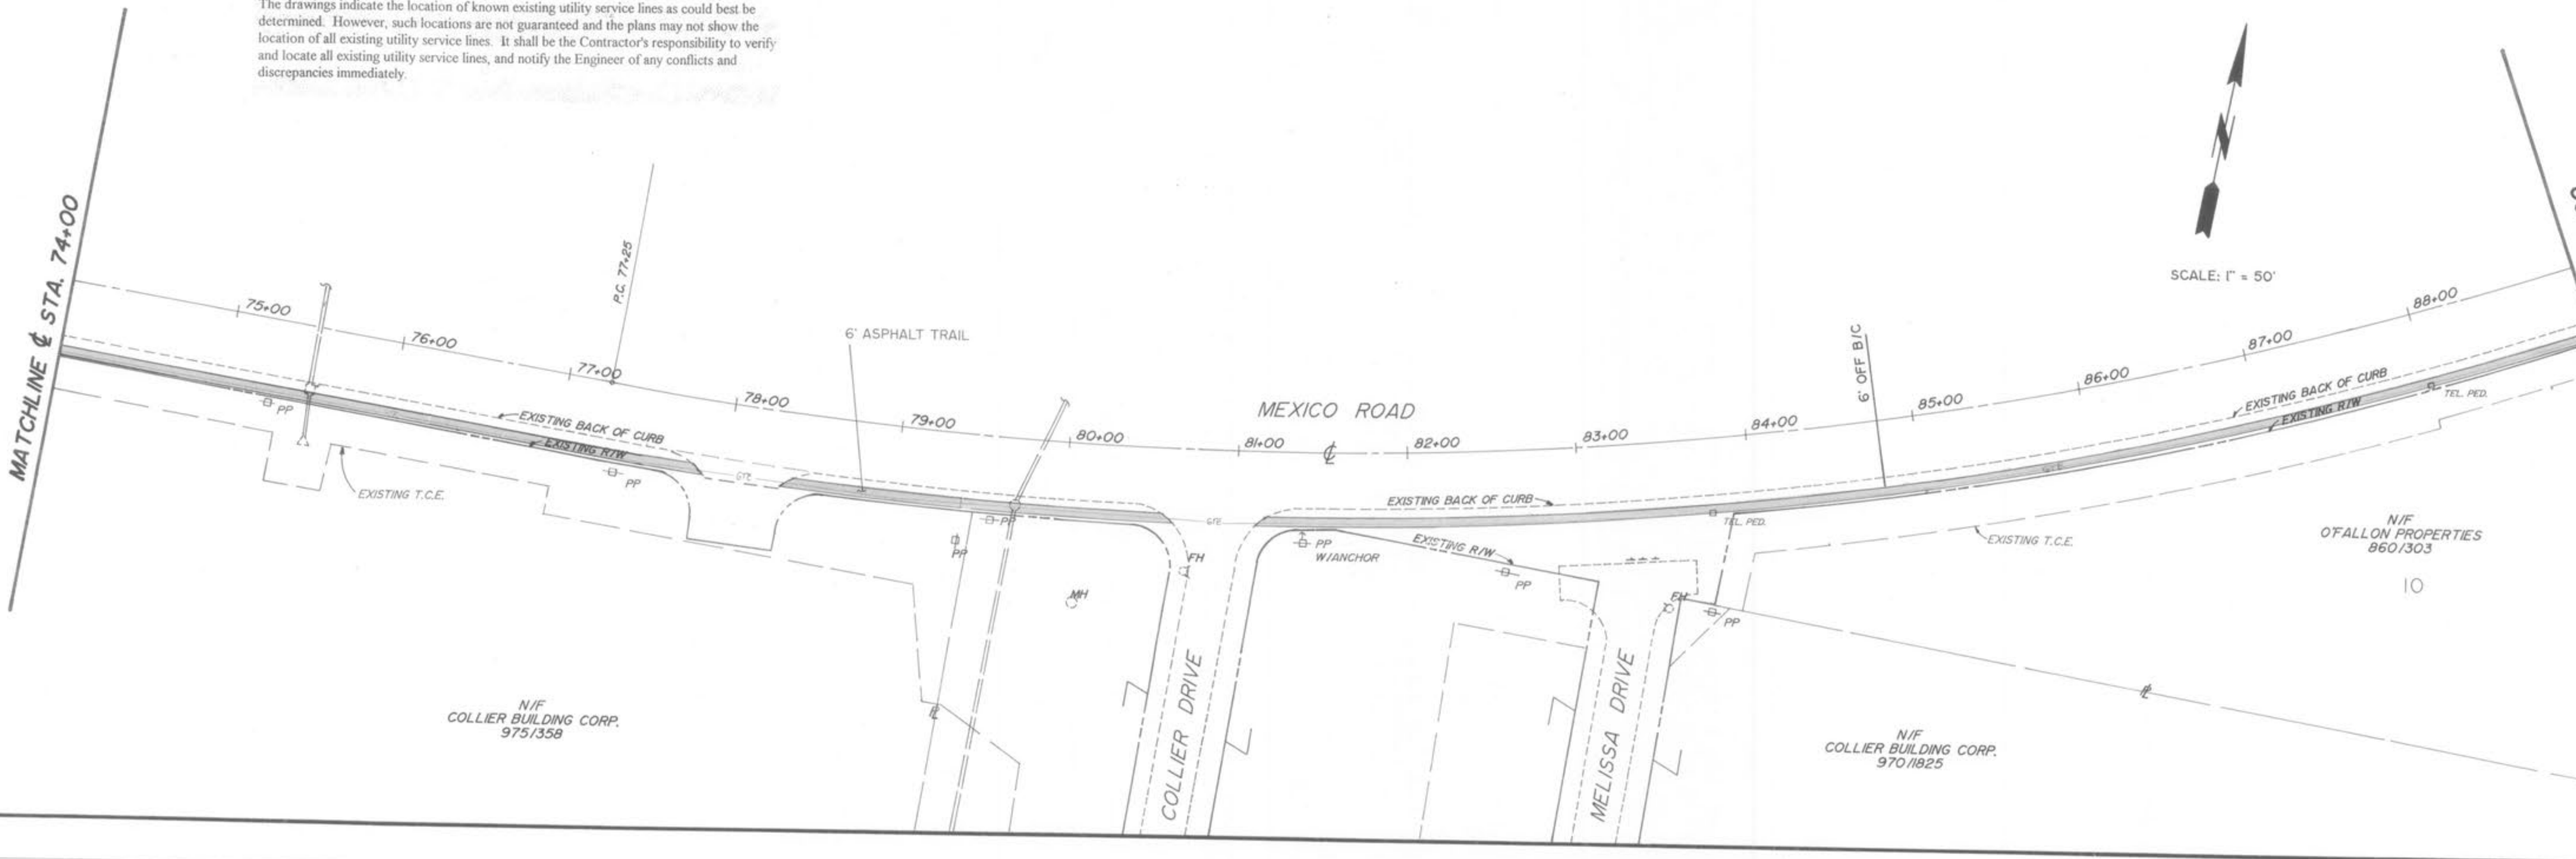 The drawings indicate the location of known existing utility service lines as could best be
determined. However, such locations are not guaranteed and the plans may not show the
location of all existing utility service lines. It shall be the Contractor's responsibility to verify
and locate all existing utility service lines, and notify the Engineer of any conflicts and
discrepancies immediately.
MATCHLINE ℄ STA. 74+00
75+00
76+00
P.C. 77+25
77+00
78+00
79+00
80+00
81+00
82+00
83+00
84+00
85+00
86+00
87+00
88+00
6' ASPHALT TRAIL
MEXICO ROAD
℄
6' OFF B/C
N
SCALE: 1" = 50'
PP
EXISTING BACK OF CURB
EXISTING R/W
PP
EXISTING T.C.E.
GTE
PP
PP
MH
FH
GTE
EXISTING BACK OF CURB
PP
W/ANCHOR
EXISTING R/W
PP
TEL. PED.
FH
PP
GTE
EXISTING BACK OF CURB
EXISTING R/W
TEL. PED.
EXISTING T.C.E.
N/F
O'FALLON PROPERTIES
860/303
10
N/F
COLLIER BUILDING CORP.
975/358
℄
COLLIER DRIVE
MELISSA DRIVE
N/F
COLLIER BUILDING CORP.
970/1825